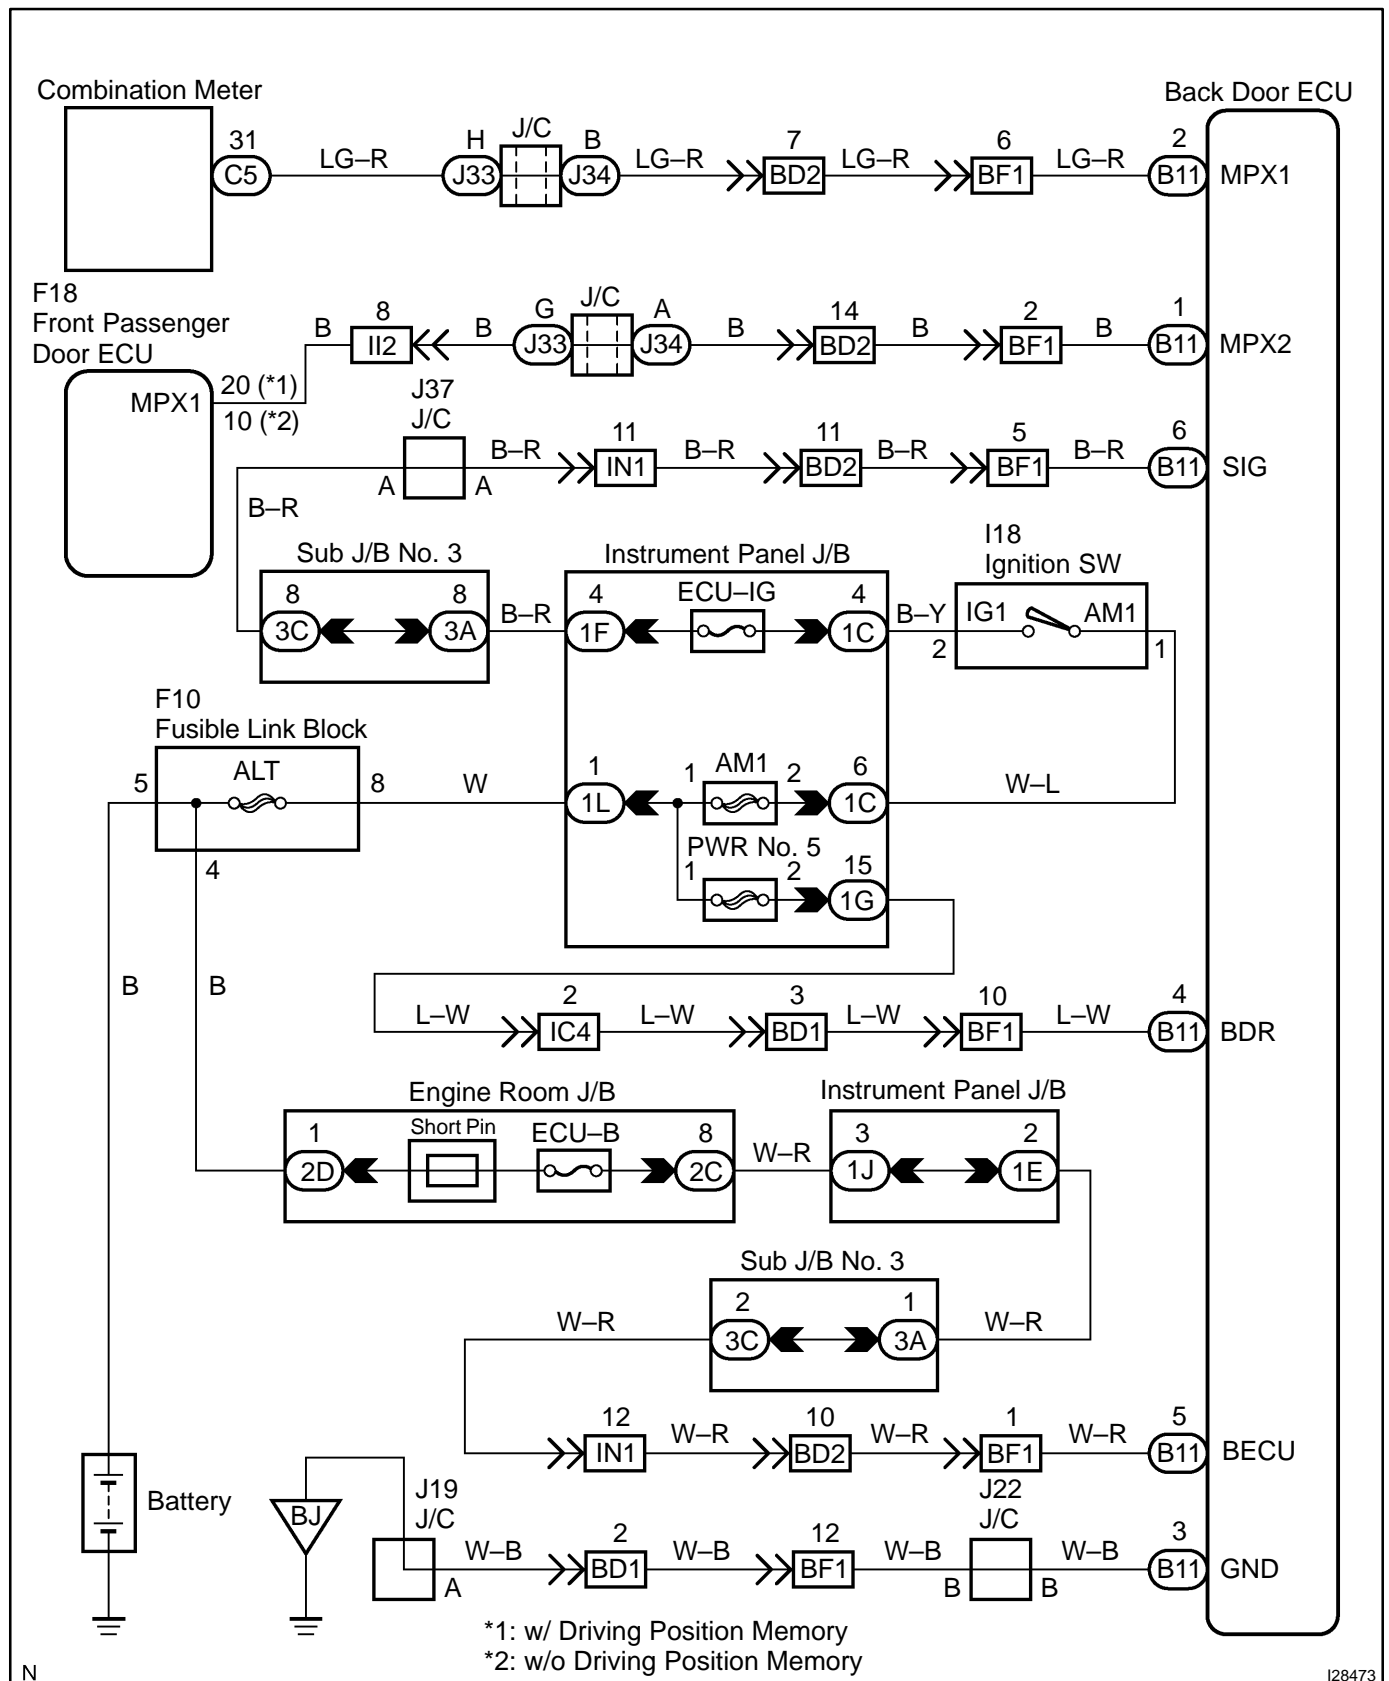 Combination Meter
Back Door ECU
31
C5
LG–R
H
J33
J/C
B
J34
LG–R
7
BD2
LG–R
6
BF1
LG–R
2
B11
MPX1
F18
Front Passenger
Door ECU
MPX1
20 (*1)
10 (*2)
B
8
II2
B
G
J33
J/C
A
J34
B
14
BD2
B
2
BF1
B
1
B11
MPX2
J37
J/C
A
A
B–R
B–R
11
IN1
B–R
11
BD2
B–R
5
BF1
B–R
6
B11
SIG
Sub J/B No. 3
8
3C
8
3A
B–R
Instrument Panel J/B
4
1F
ECU–IG
4
1C
B–Y
2
I18
Ignition SW
IG1
AM1
1
F10
Fusible Link Block
5
ALT
8
4
W
1
1L
1
AM1
2
6
1C
W–L
PWR No. 5
1
2
15
1G
B
B
L–W
2
IC4
L–W
3
BD1
L–W
10
BF1
L–W
4
B11
BDR
Engine Room J/B
1
2D
Short Pin
ECU–B
8
2C
W–R
Instrument Panel J/B
3
1J
2
1E
Sub J/B No. 3
W–R
2
3C
1
3A
W–R
12
IN1
W–R
10
BD2
W–R
1
BF1
W–R
5
B11
BECU
Battery
BJ
J19
J/C
A
W–B
2
BD1
W–B
12
BF1
W–B
J22
J/C
B
B
W–B
3
B11
GND
*1: w/ Driving Position Memory
*2: w/o Driving Position Memory
N
I28473